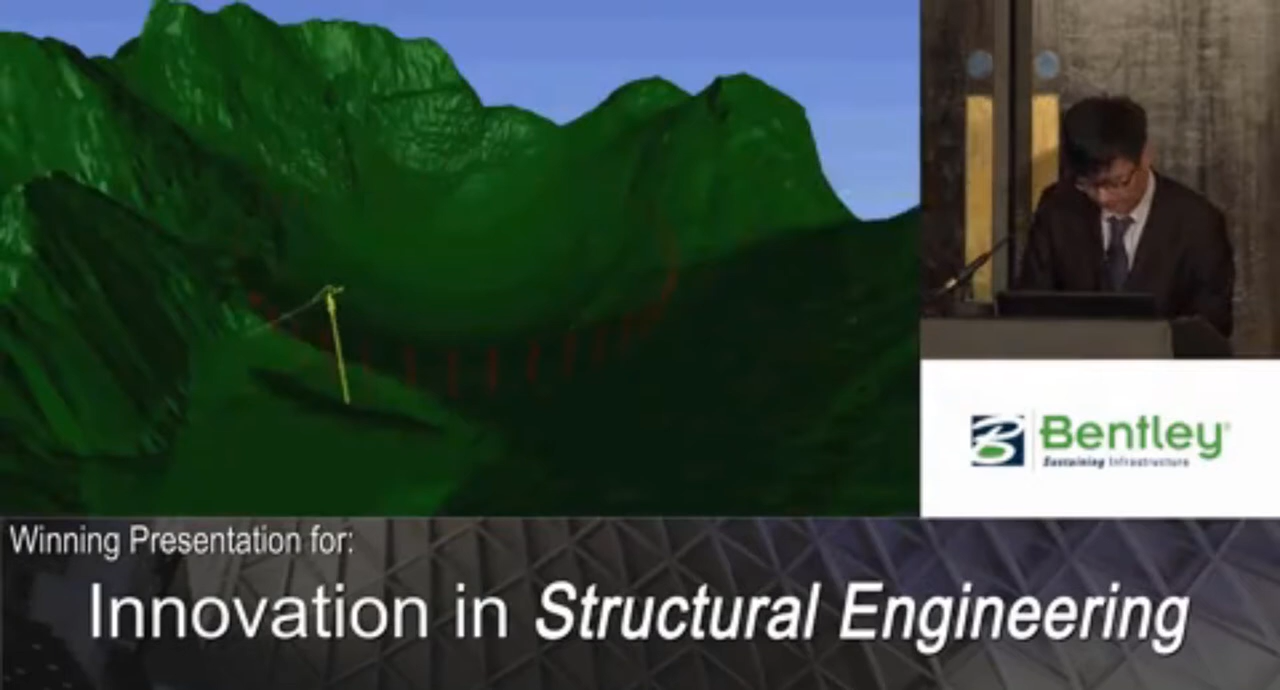 Bentley
Sustaining Infrastructure
Winning Presentation for:
Innovation in Structural Engineering